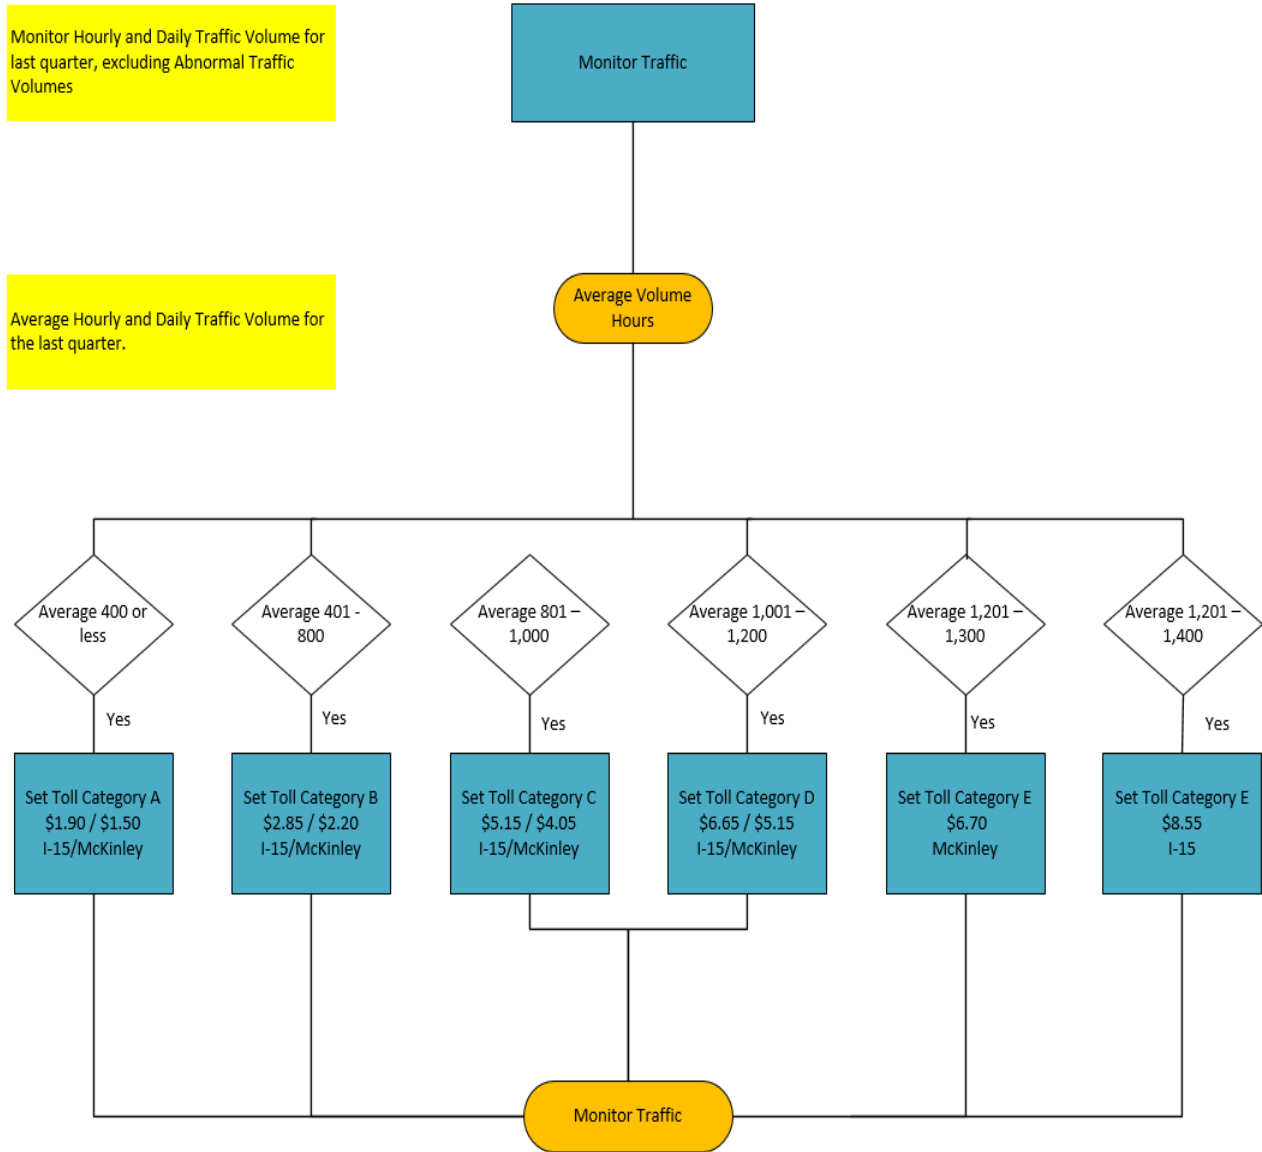 Monitor Hourly and Daily Traffic Volume for
last quarter, excluding Abnormal Traffic
Volumes
Monitor Traffic
Average Volume
Hours
Average Hourly and Daily Traffic Volume for
the last quarter.
Average 400 or
less
Average 401 -
800
Average 801 –
1,000
Average 1,001 –
1,200
Average 1,201 –
1,300
Average 1,201 –
1,400
Yes
Yes
Yes
Yes
Yes
Yes
Set Toll Category A
$1.90 / $1.50
I-15/McKinley
Set Toll Category B
$2.85 / $2.20
I-15/McKinley
Set Toll Category C
$5.15 / $4.05
I-15/McKinley
Set Toll Category D
$6.65 / $5.15
I-15/McKinley
Set Toll Category E
$6.70
McKinley
Set Toll Category E
$8.55
I-15
Monitor Traffic